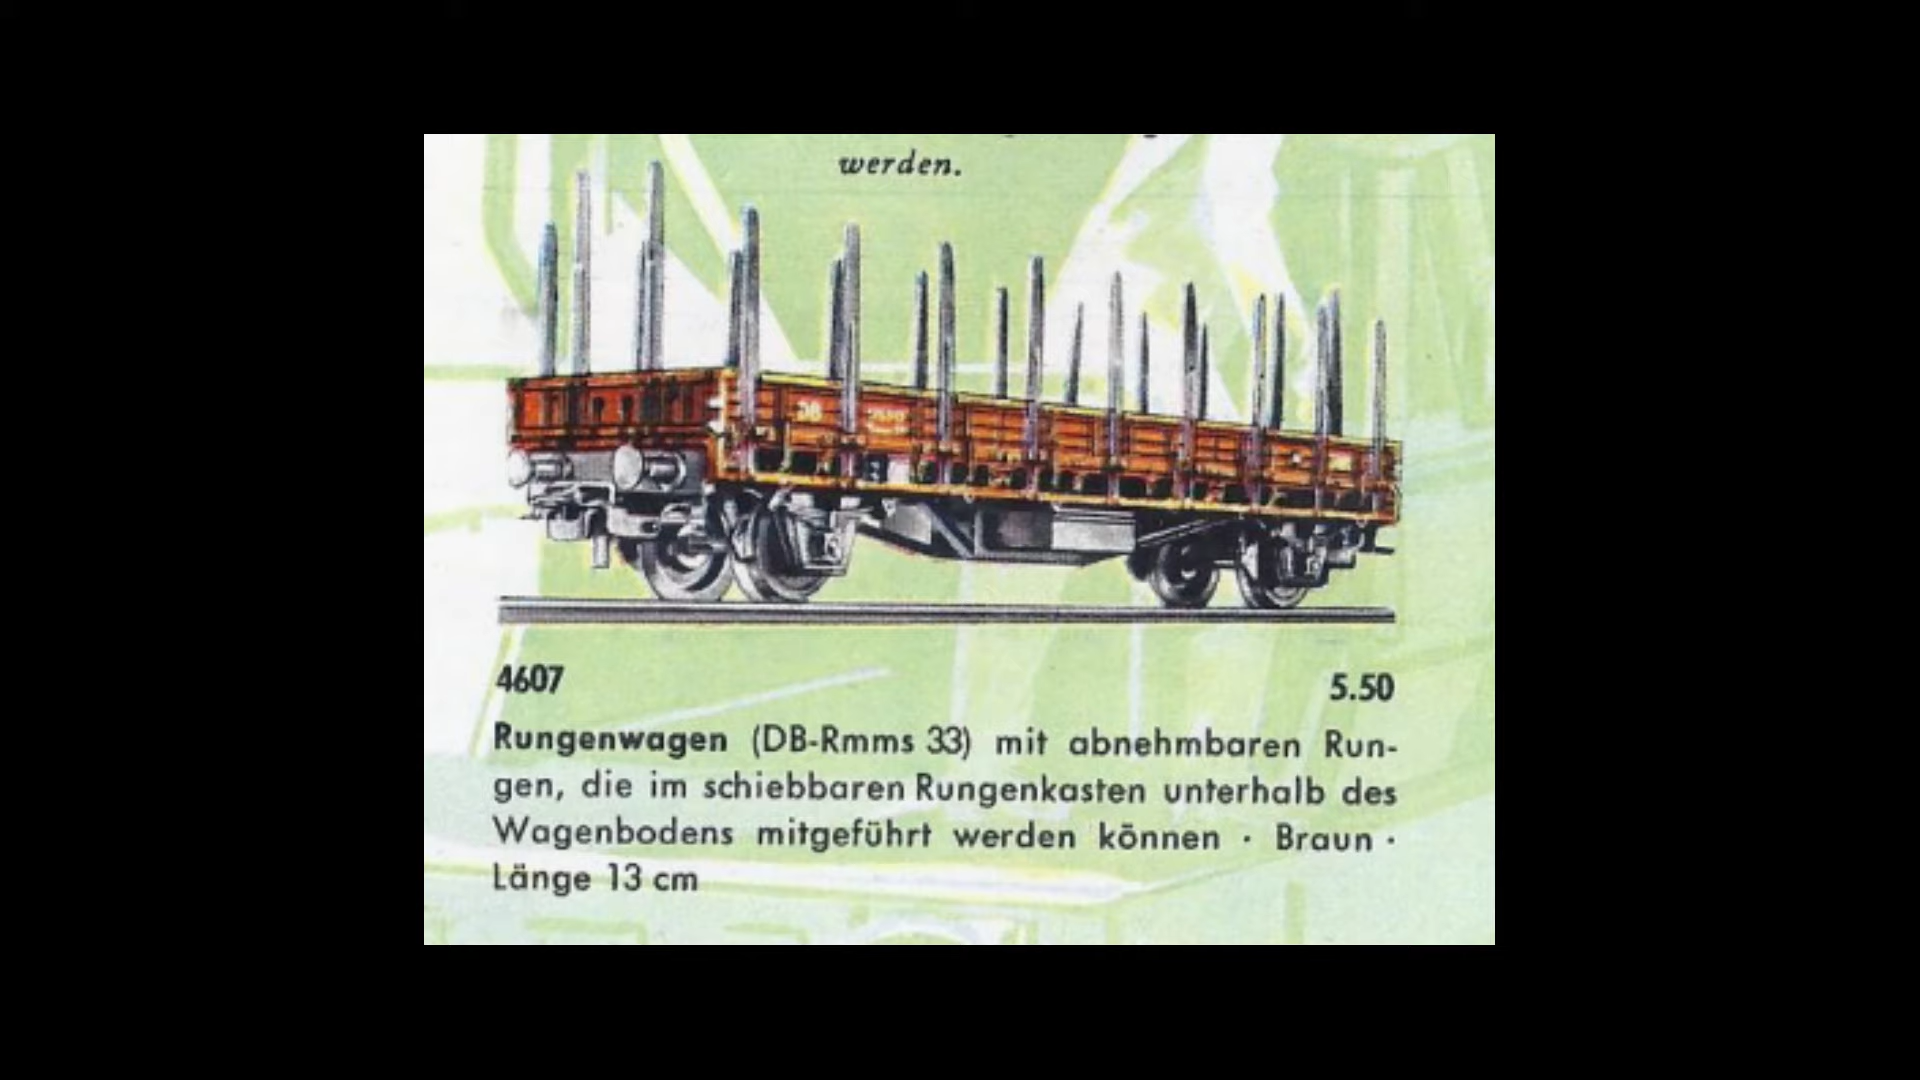 werden.
DB
4607
5.50
Rungenwagen (DB-Rmms 33) mit abnehmbaren Run-
gen, die im schiebbaren Rungenkasten unterhalb des
Wagenbodens mitgeführt werden können · Braun ·
Länge 13 cm